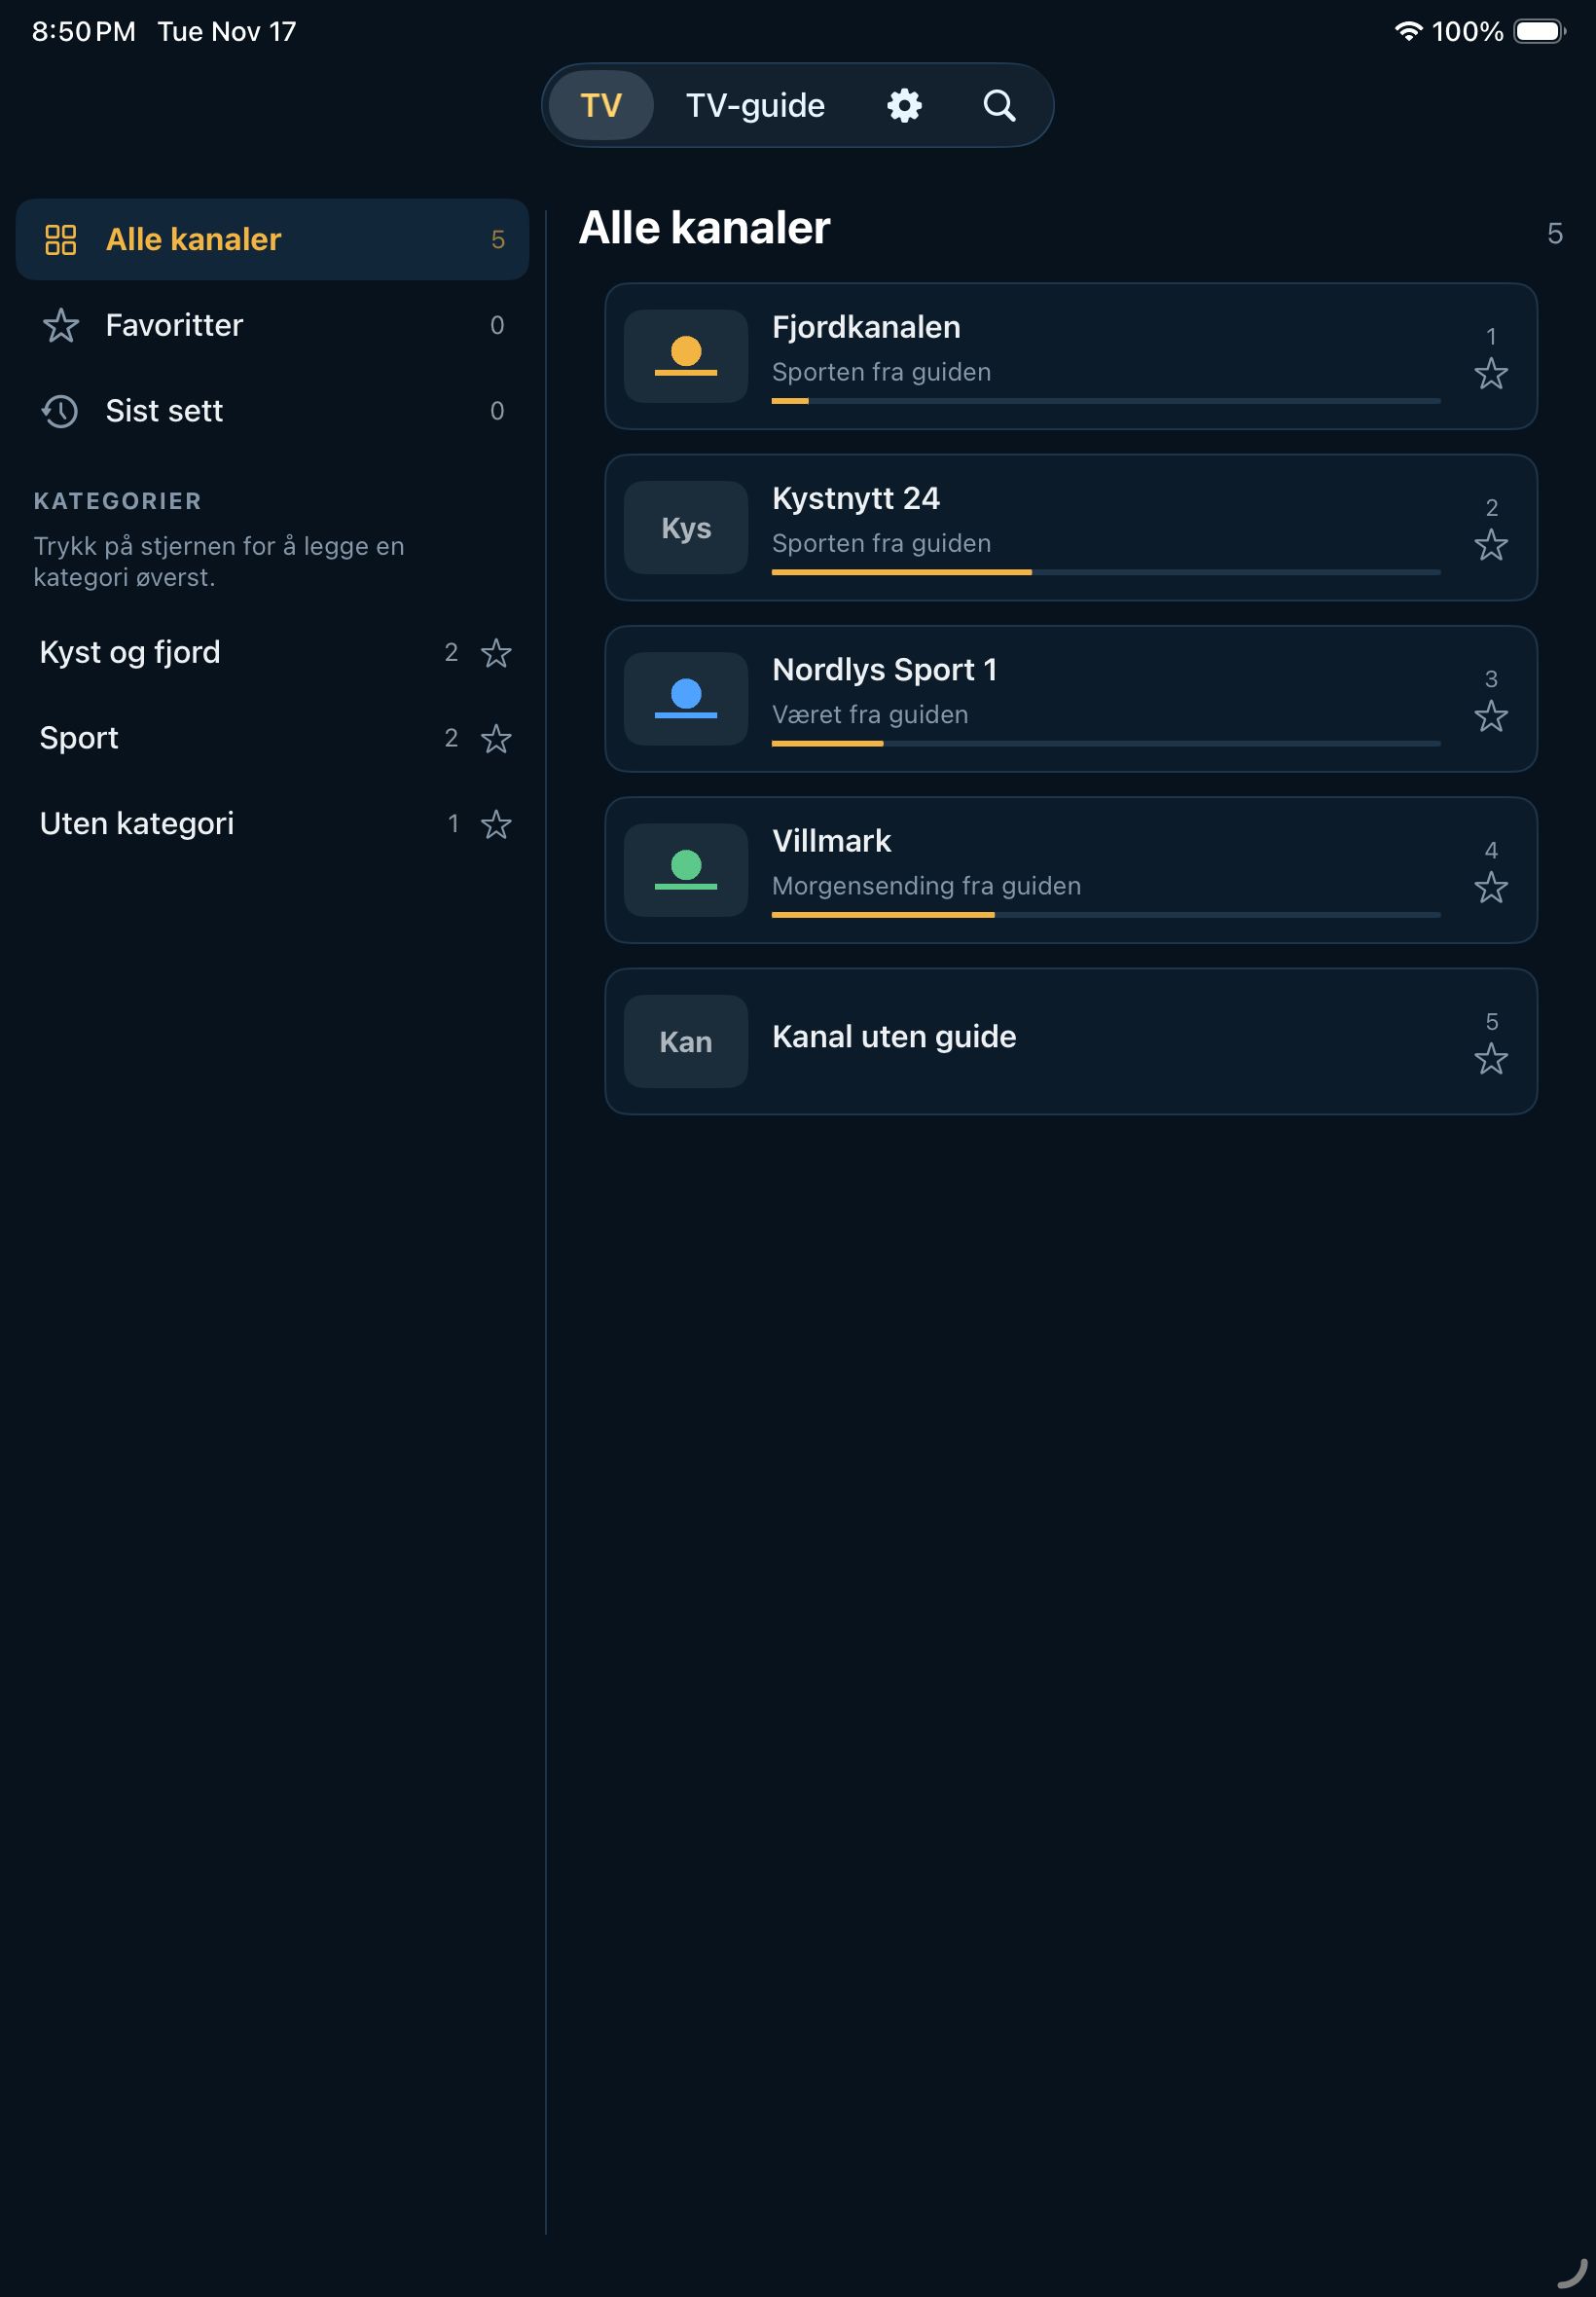 8:50 PM Tue Nov 17
100%
TV
TV-guide
Alle kanaler
5
Favoritter
0
Sist sett
0
KATEGORIER
Trykk på stjernen for å legge en
kategori øverst.
Kyst og fjord
2
Sport
2
Uten kategori
1
Alle kanaler
5
Fjordkanalen
Sporten fra guiden
1
Kys
Kystnytt 24
Sporten fra guiden
2
Nordlys Sport 1
Været fra guiden
3
Villmark
Morgensending fra guiden
4
Kan
Kanal uten guide
5